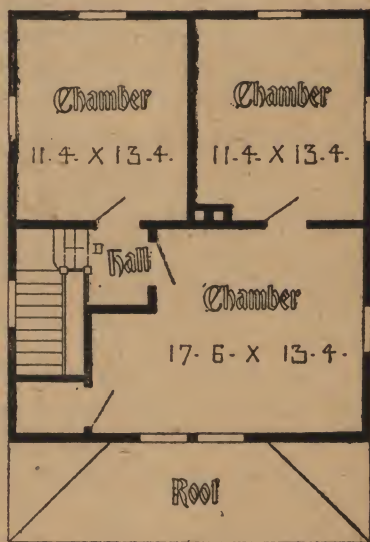 Chamber
11.4. X 13.4.
Chamber
11.4. X 13.4.
D
Hall
Chamber
17.6. X 13.4.
Roof